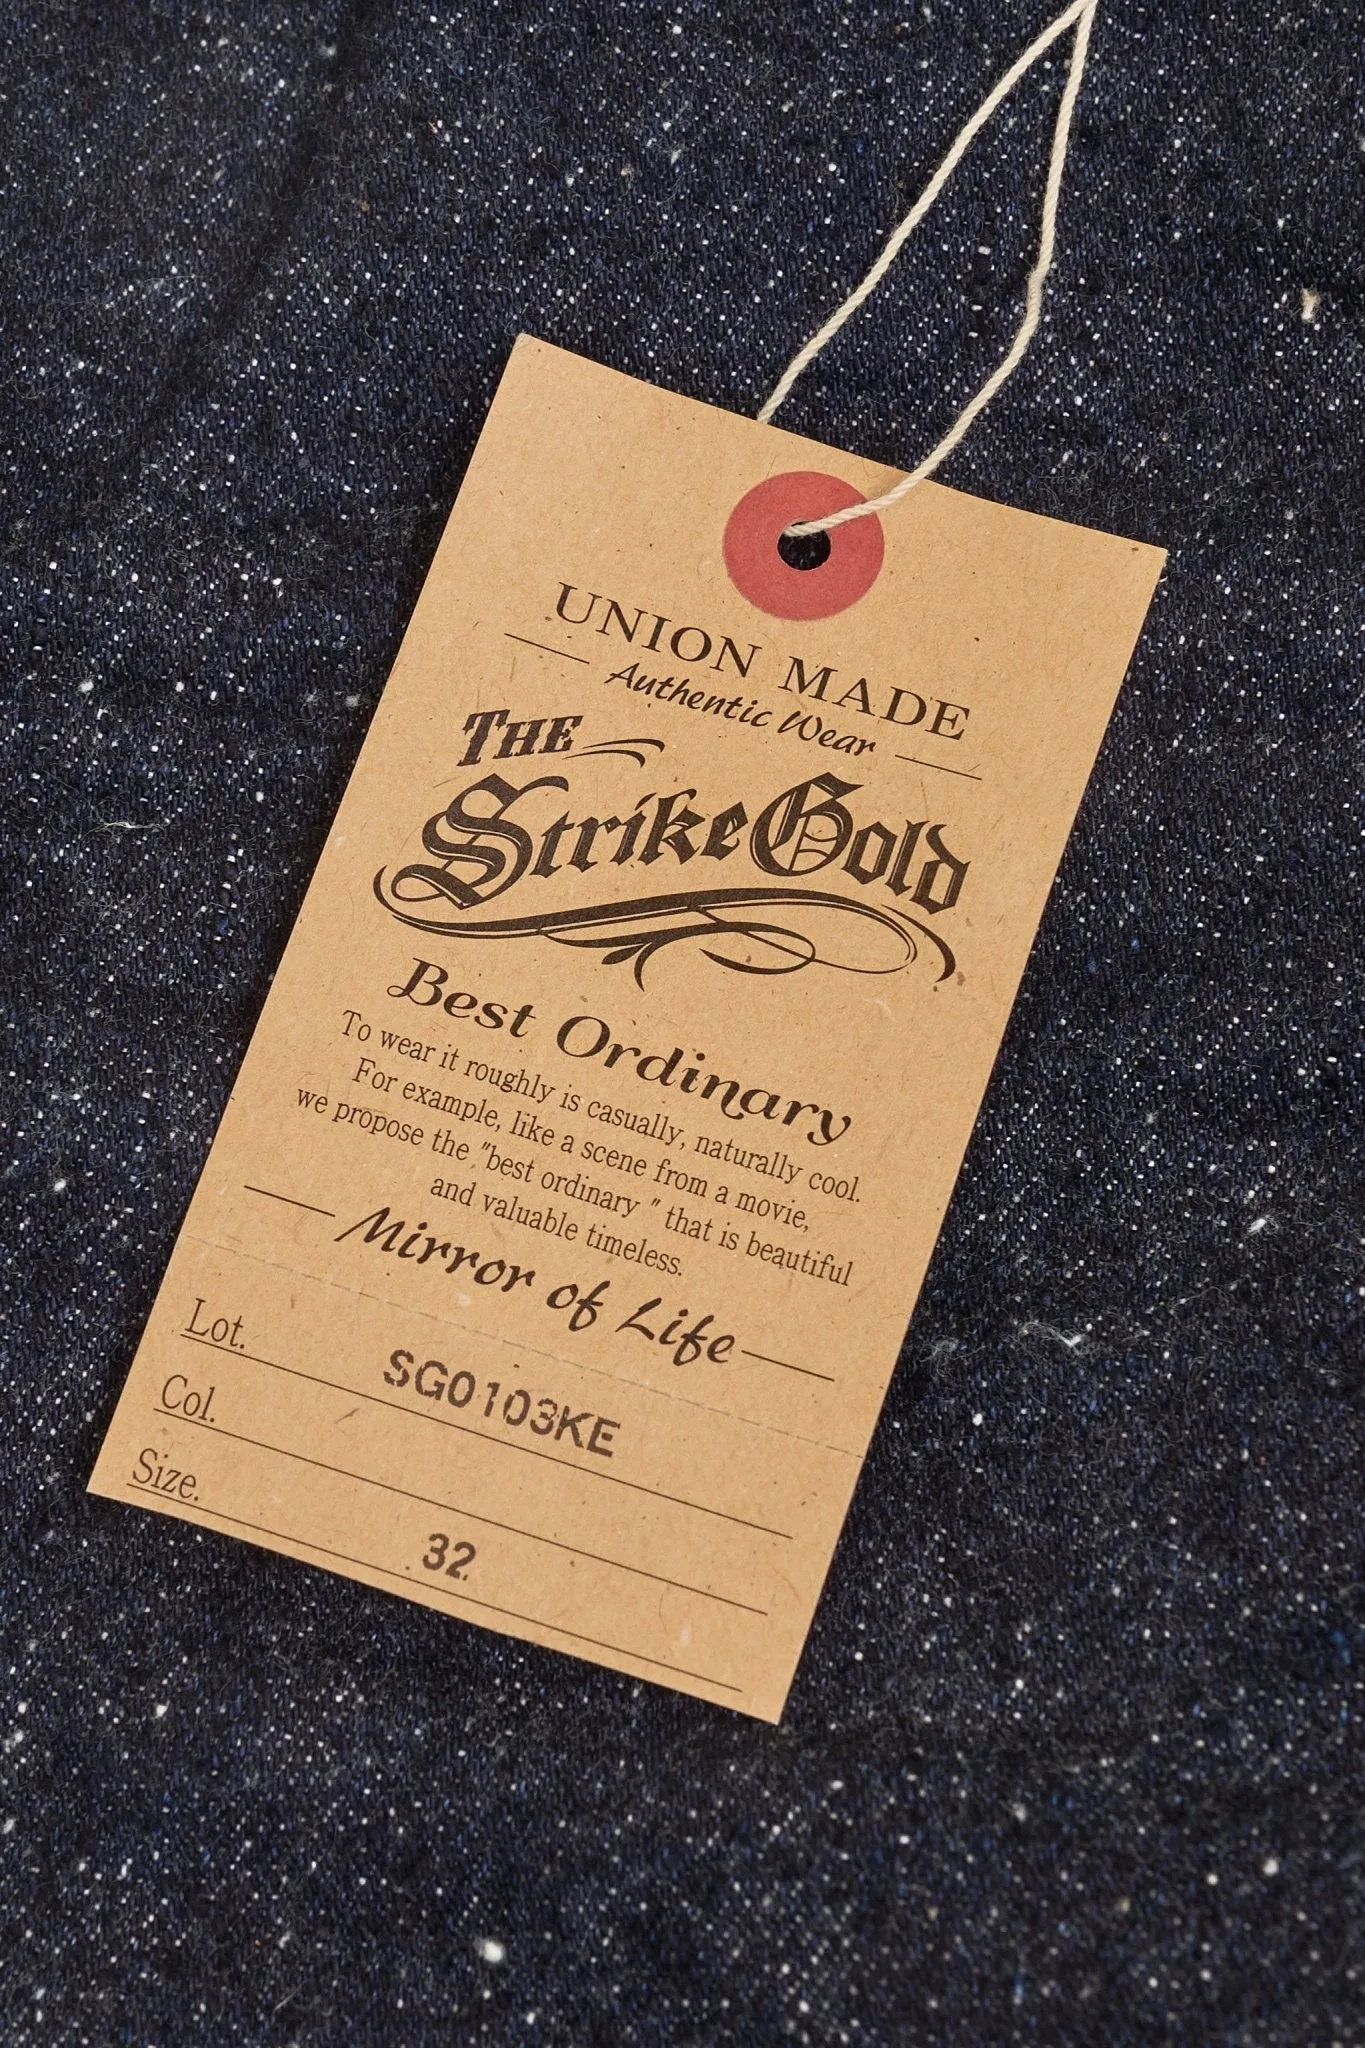 UNION MADE
Authentic Wear
THE
StrikeGold
Best Ordinary
To wear it roughly is casually, naturally cool.
For example, like a scene from a movie,
we propose the "best ordinary " that is beautiful
and valuable timeless.
Mirror of Life
Lot. SG0103KE
Col.
Size. 32